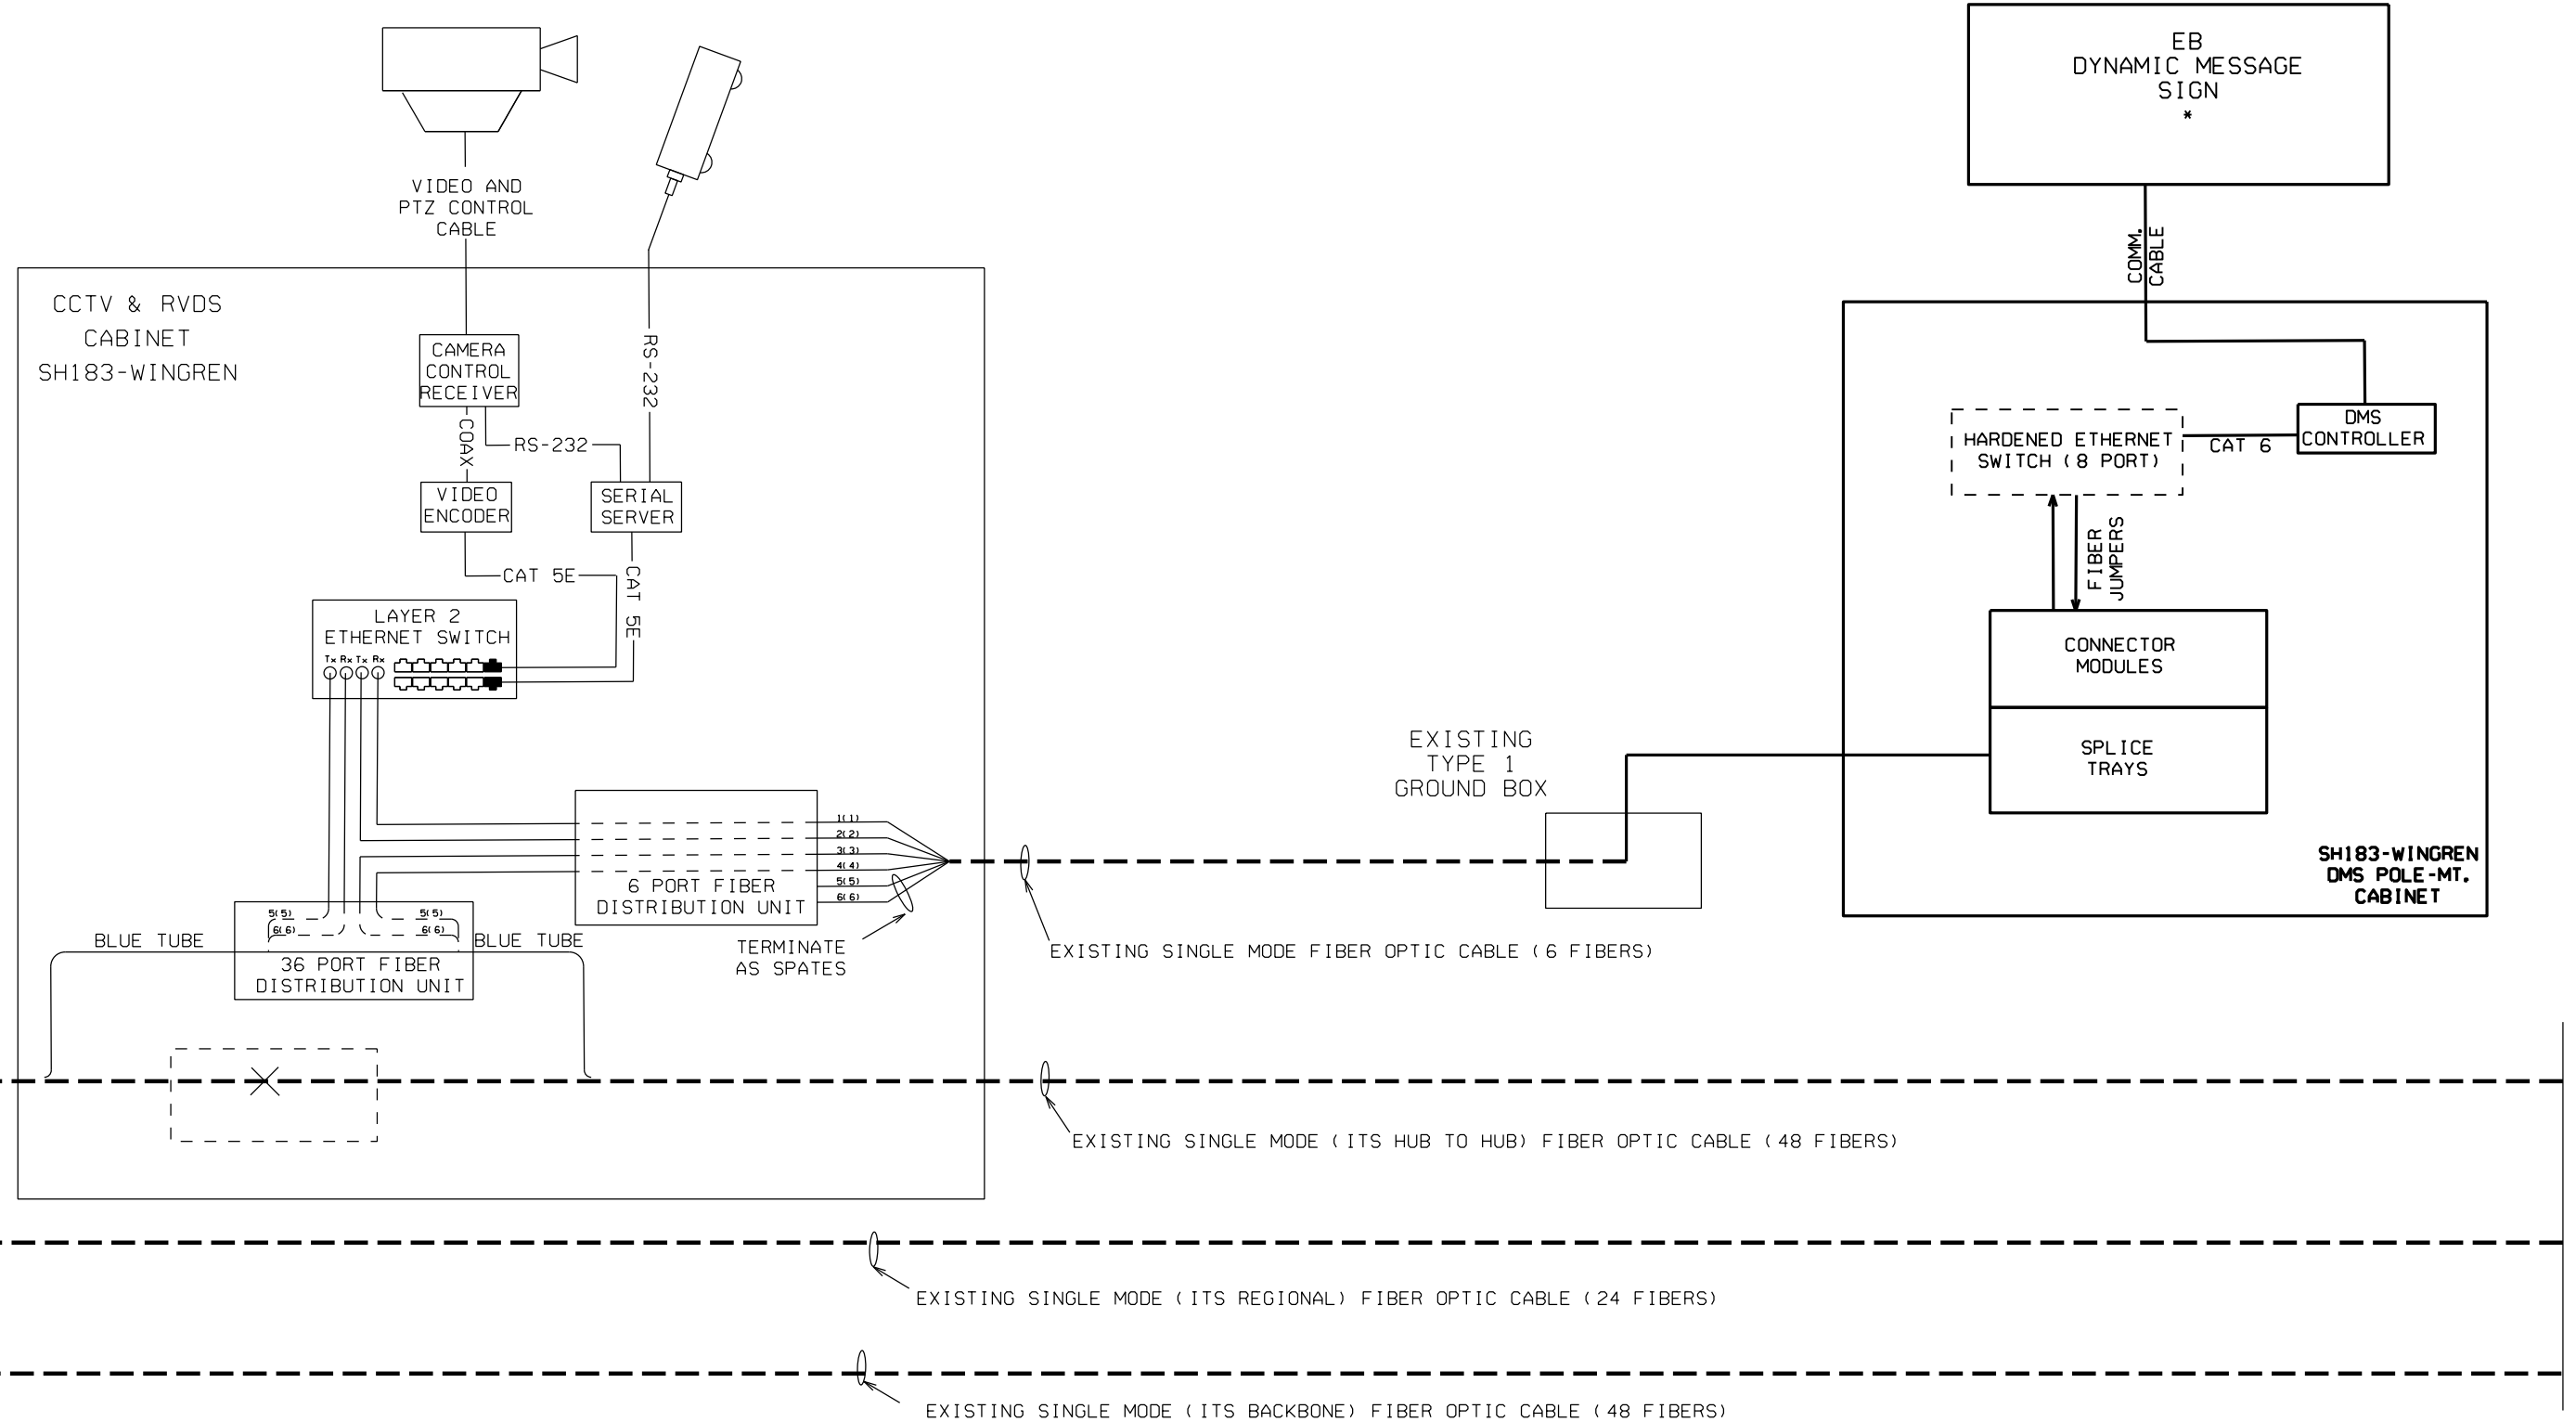 EB
DYNAMIC MESSAGE
SIGN
*
VIDEO AND
PTZ CONTROL
CABLE
COMM.
CABLE
CCTV & RVDS
CABINET
SH183-WINGREN
CAMERA
CONTROL
RECEIVER
RS-232
COAX
RS-232
VIDEO
ENCODER
SERIAL
SERVER
CAT 5E
CAT 5E
LAYER 2
ETHERNET SWITCH
Tx Rx Tx Rx
HARDENED ETHERNET
SWITCH (8 PORT)
CAT 6
DMS
CONTROLLER
FIBER
JUMPERS
CONNECTOR
MODULES
SPLICE
TRAYS
SH183-WINGREN
DMS POLE-MT.
CABINET
EXISTING
TYPE 1
GROUND BOX
1(1)
2(2)
3(3)
4(4)
5(5)
6(6)
6 PORT FIBER
DISTRIBUTION UNIT
TERMINATE
AS SPATES
5(5) 5(5)
6(6) 6(6)
BLUE TUBE BLUE TUBE
36 PORT FIBER
DISTRIBUTION UNIT
EXISTING SINGLE MODE FIBER OPTIC CABLE (6 FIBERS)
EXISTING SINGLE MODE (ITS HUB TO HUB) FIBER OPTIC CABLE (48 FIBERS)
EXISTING SINGLE MODE (ITS REGIONAL) FIBER OPTIC CABLE (24 FIBERS)
EXISTING SINGLE MODE (ITS BACKBONE) FIBER OPTIC CABLE (48 FIBERS)